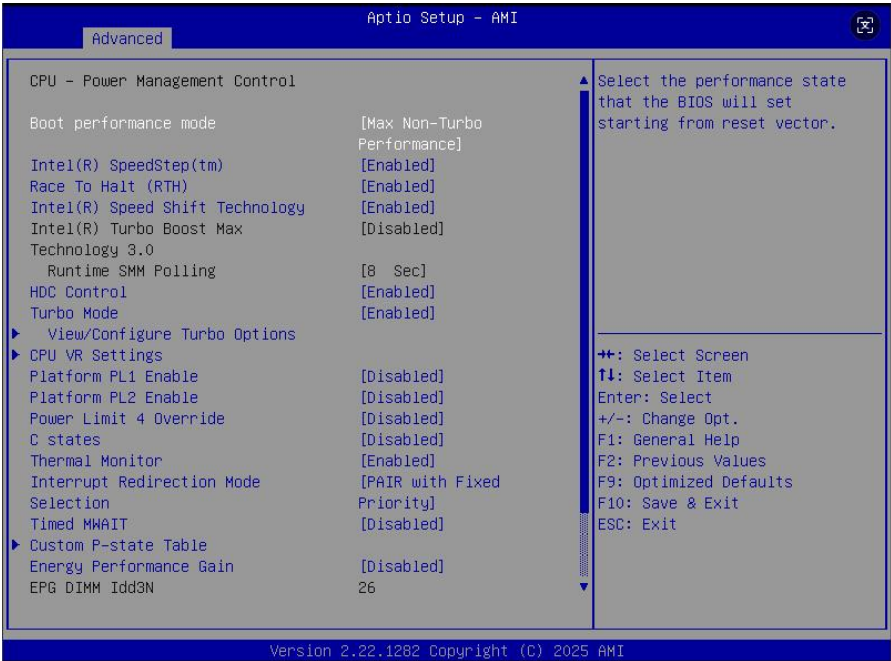 Aptio Setup - AMI
Advanced
CPU - Power Management Control
Boot performance mode [Max Non-Turbo
Performance]
Intel(R) SpeedStep(tm) [Enabled]
Race To Halt (RTH) [Enabled]
Intel(R) Speed Shift Technology [Enabled]
Intel(R) Turbo Boost Max [Disabled]
Technology 3.0
Runtime SMM Polling [8 Sec]
HDC Control [Enabled]
Turbo Mode [Enabled]
View/Configure Turbo Options
CPU VR Settings
Platform PL1 Enable [Disabled]
Platform PL2 Enable [Disabled]
Power Limit 4 Override [Disabled]
C states [Disabled]
Thermal Monitor [Enabled]
Interrupt Redirection Mode [PAIR with Fixed
Selection Priority]
Timed MWAIT [Disabled]
Custom P-state Table
Energy Performance Gain [Disabled]
EPG DIMM Idd3N 26
Select the performance state
that the BIOS will set
starting from reset vector.
→←: Select Screen
↑↓: Select Item
Enter: Select
+/-: Change Opt.
F1: General Help
F2: Previous Values
F9: Optimized Defaults
F10: Save & Exit
ESC: Exit
Version 2.22.1282 Copyright (C) 2025 AMI